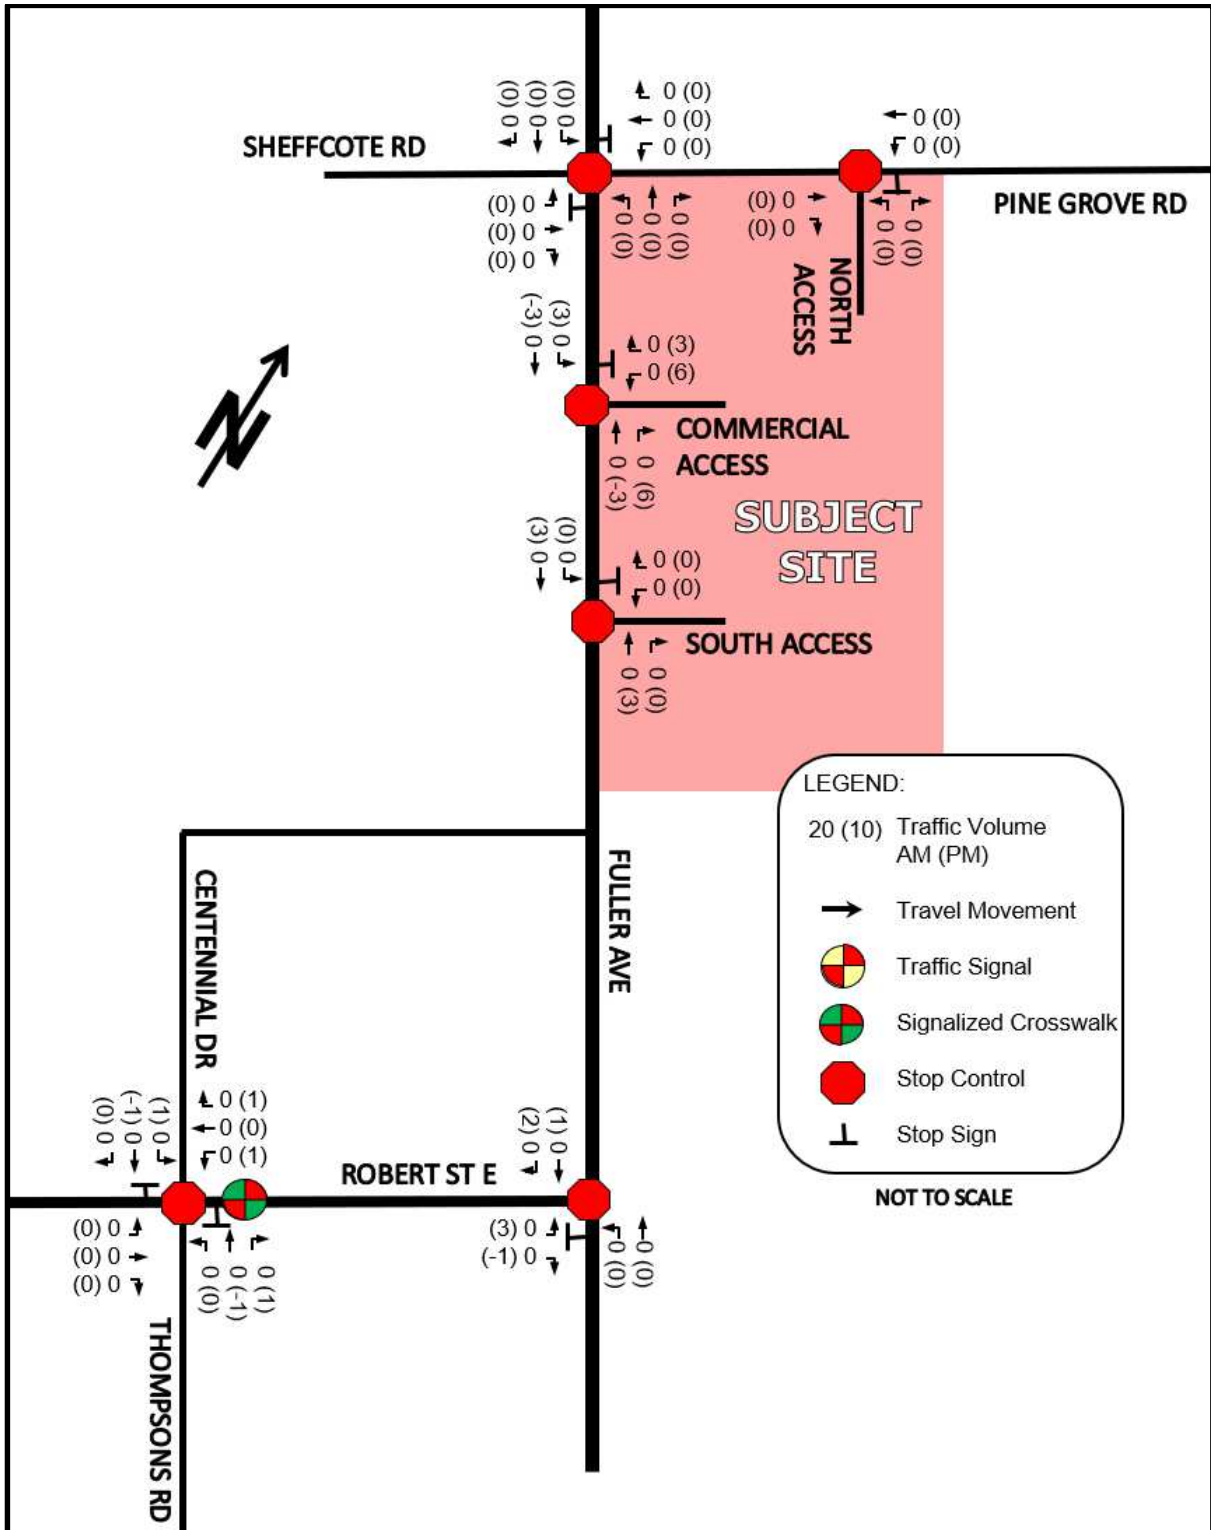 (0) 0
(0) 0
(0) 0
0 (0)
0 (0)
0 (0)
SHEFFCOTE RD
0 (0)
0 (0)
PINE GROVE RD
(0) 0
(0) 0
(0) 0
0 (0)
0 (0)
0 (0)
(0) 0
(0) 0
0 (0)
0 (0)
NORTH
ACCESS
(-3) 0
(3) 0
0 (3)
0 (6)
N
COMMERCIAL
ACCESS
0 (-3)
0 (6)
SUBJECT
SITE
(3) 0
(0) 0
0 (0)
0 (0)
SOUTH ACCESS
0 (3)
0 (0)
LEGEND:
20 (10) Traffic Volume
AM (PM)
Travel Movement
Traffic Signal
Signalized Crosswalk
Stop Control
Stop Sign
NOT TO SCALE
CENTENNIAL DR
FULLER AVE
(0) 0
(-1) 0
(1) 0
0 (1)
0 (0)
0 (1)
ROBERT ST E
(2) 0
(1) 0
(0) 0
(0) 0
(0) 0
0 (0)
0 (-1)
0 (1)
(3) 0
(-1) 0
0 (0)
0 (0)
THOMPSONS RD